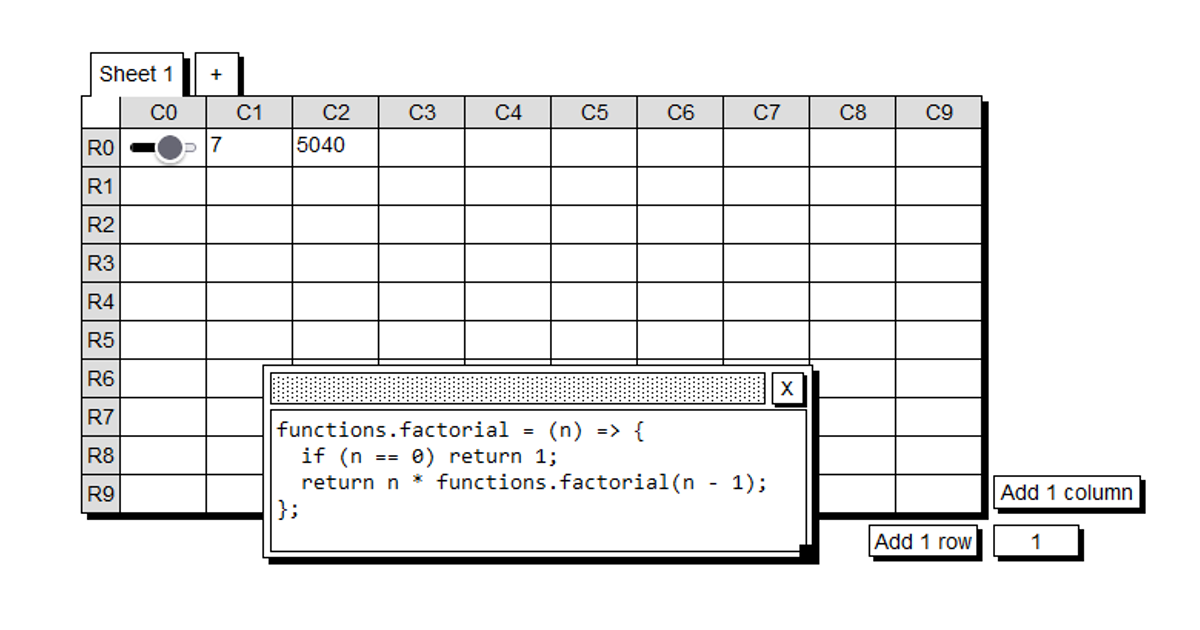 Sheet 1 +
C0 C1 C2 C3 C4 C5 C6 C7 C8 C9
R0 7 5040
R1
R2
R3
R4
R5
R6
X
R7
functions.factorial = (n) => {
  if (n == 0) return 1;
R8
  return n * functions.factorial(n - 1);
R9
};
Add 1 column
Add 1 row 1